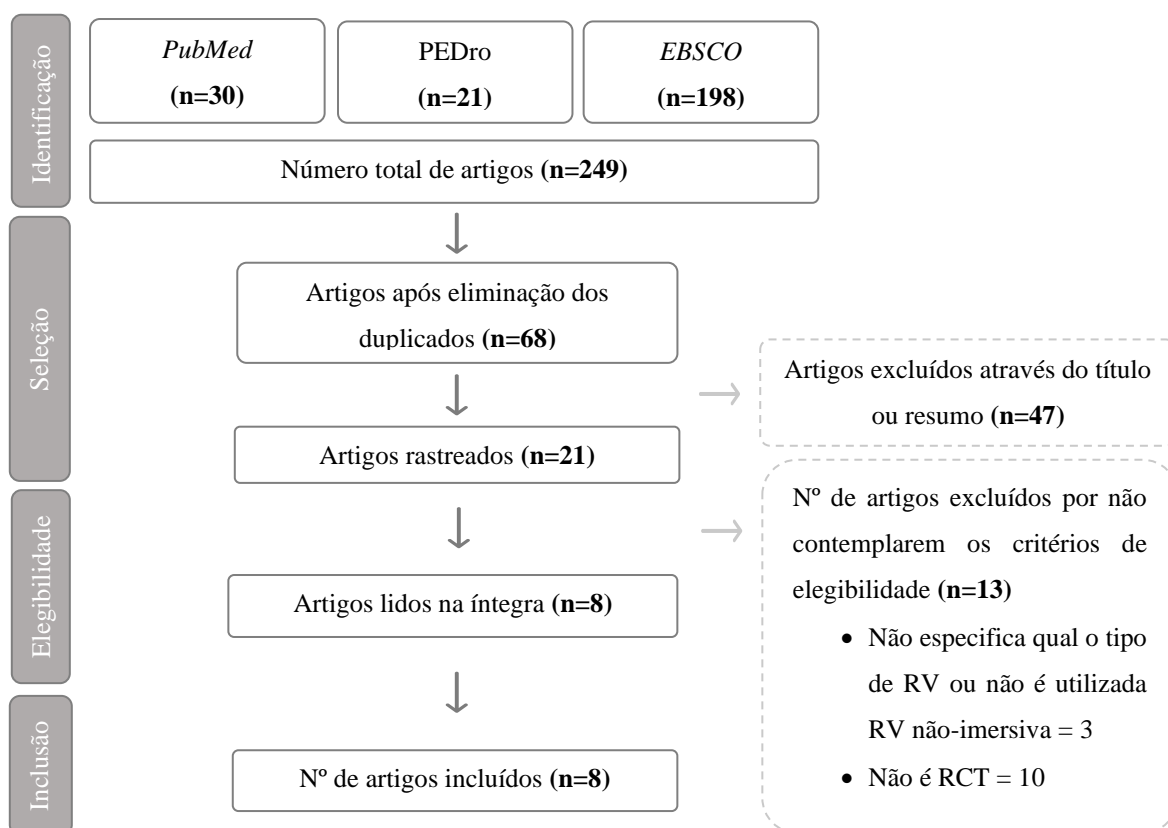 Identificação
PubMed
(n=30)
PEDro
(n=21)
EBSCO
(n=198)
Número total de artigos (n=249)
Seleção
Artigos após eliminação dos
duplicados (n=68)
Artigos excluídos através do título
ou resumo (n=47)
Artigos rastreados (n=21)
Elegibilidade
Nº de artigos excluídos por não
contemplarem os critérios de
elegibilidade (n=13)
• Não especifica qual o tipo
de RV ou não é utilizada
RV não-imersiva = 3
• Não é RCT = 10
Artigos lidos na íntegra (n=8)
Inclusão
Nº de artigos incluídos (n=8)